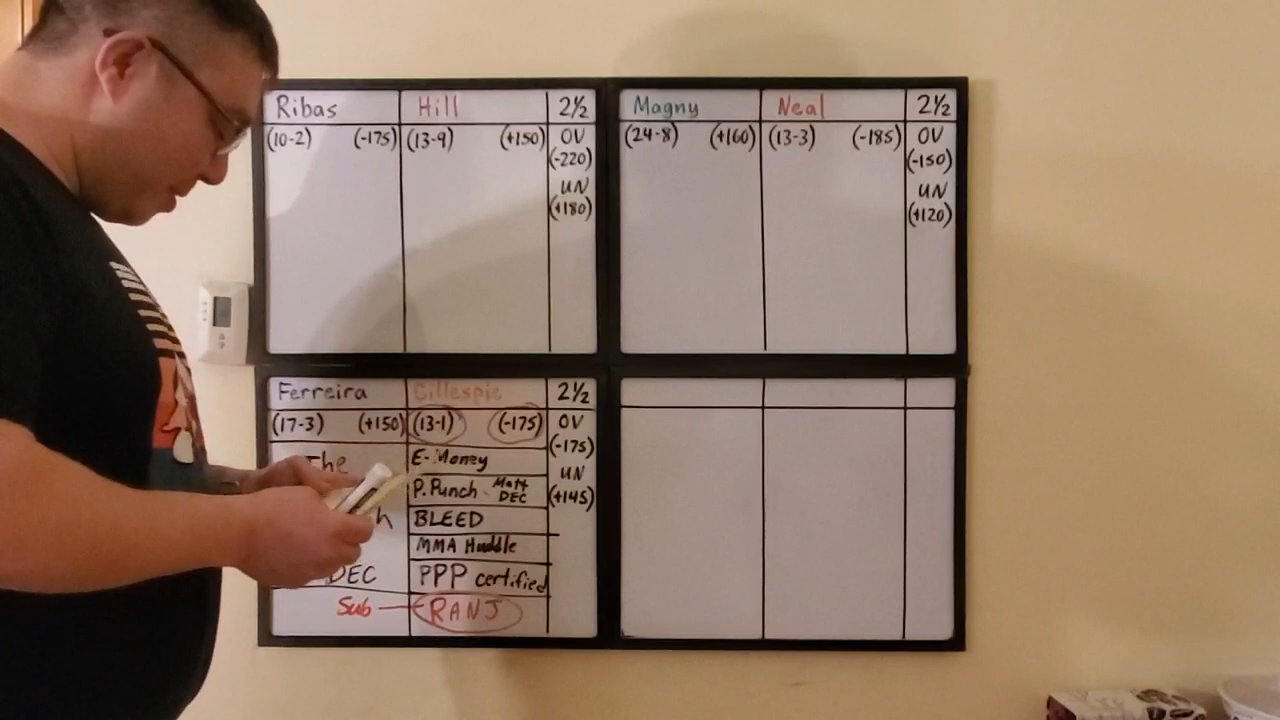 Ribas Hill 2½
(10-2) (-175) (13-9) (+150) OV
(-220)
UN
(+180)
Magny Neal 2½
(24-8) (+160) (13-3) (-185) OV
(-150)
UN
(+120)
Ferreira Gillespie 2½
(17-3) (+150) (13-1) (-175) OV
(-175)
UN
(+145)
The
h
DEC
Sub
E-Money
P.Punch - Matt DEC
BLEED
MMA Huddle
PPP certified
RANJ